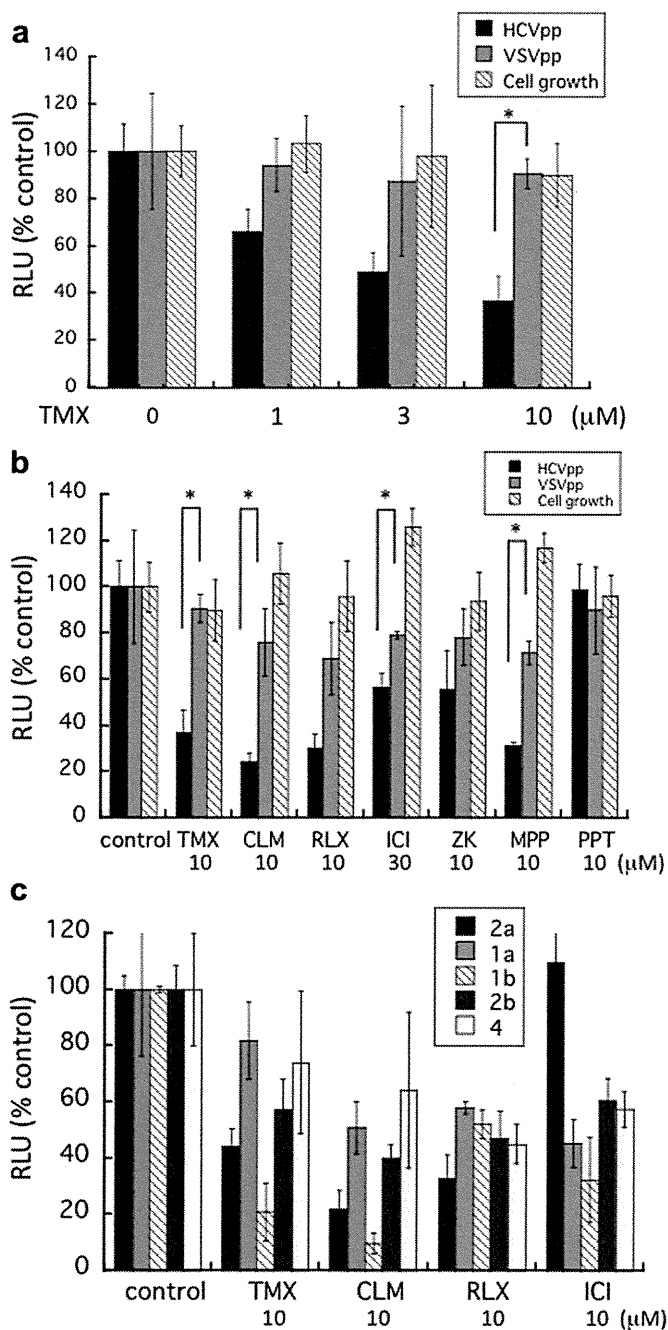 a
HCVpp
VSVpp
Cell growth
RLU (% control)
140
120
100
80
60
40
20
0
*
TMX 0 1 3 10 (µM)
b
HCVpp
VSVpp
Cell growth
RLU (% control)
140
120
100
80
60
40
20
0
* * * *
control TMX CLM RLX ICI ZK MPP PPT
10 10 10 30 10 10 10 (µM)
c
2a
1a
1b
2b
4
RLU (% control)
120
100
80
60
40
20
0
control TMX CLM RLX ICI
10 10 10 10 (µM)